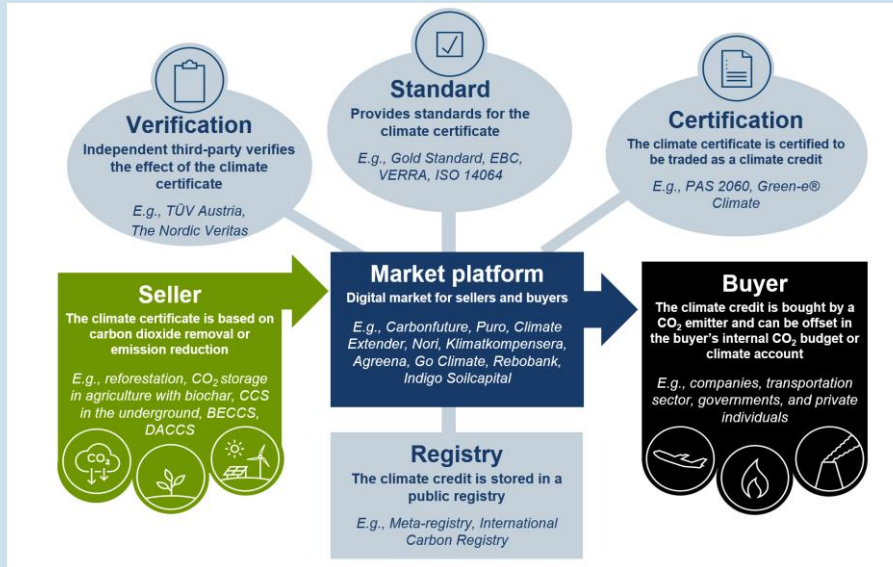 Verification
Independent third-party verifies
the effect of the climate
certificate
E.g., TÜV Austria,
The Nordic Veritas
Standard
Provides standards for the
climate certificate
E.g., Gold Standard, EBC,
VERRA, ISO 14064
Certification
The climate certificate is certified to
be traded as a climate credit
E.g., PAS 2060, Green-e®
Climate
Seller
The climate certificate is based on
carbon dioxide removal or
emission reduction
E.g., reforestation, CO₂ storage
in agriculture with biochar, CCS
in the underground, BECCS,
DACCS
CO₂
Market platform
Digital market for sellers and buyers
E.g., Carbonfuture, Puro, Climate
Extender, Nori, Klimatkompensera,
Agreena, Go Climate, Rebobank,
Indigo Soilcapital
Buyer
The climate credit is bought by a
CO₂ emitter and can be offset in
the buyer's internal CO₂ budget or
climate account
E.g., companies, transportation
sector, governments, and private
individuals
Registry
The climate credit is stored in a
public registry
E.g., Meta-registry, International
Carbon Registry